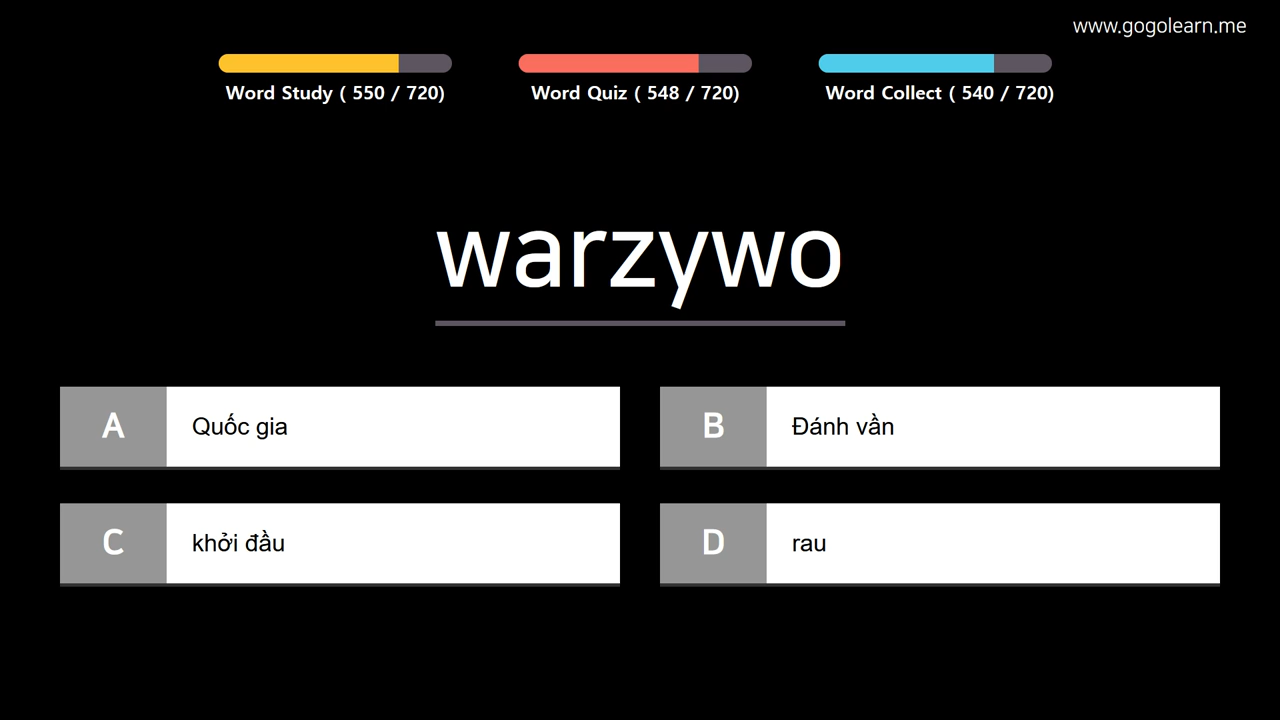 www.gogolearn.me
Word Study ( 550 / 720)
Word Quiz ( 548 / 720)
Word Collect ( 540 / 720)
warzywo
A
Quốc gia
B
Đánh vần
C
khởi đầu
D
rau